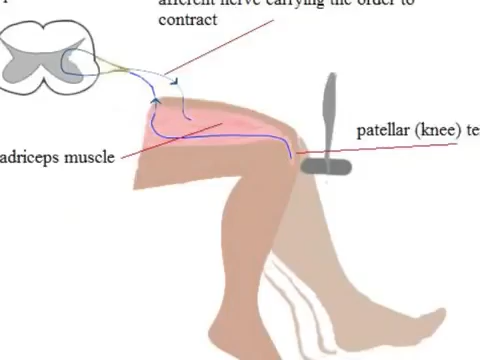 afferent nerve carrying the order to
contract
patellar (knee) te
adriceps muscle